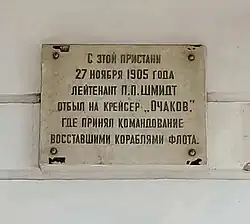 С ЭТОЙ ПРИСТАНИ
27 НОЯБРЯ 1905 ГОДА
ЛЕЙТЕНАНТ П.П. ШМИДТ
ОТБЫЛ НА КРЕЙСЕР „ОЧАКОВ,"
ГДЕ ПРИНЯЛ КОМАНДОВАНИЕ
ВОССТАВШИМИ КОРАБЛЯМИ ФЛОТА.